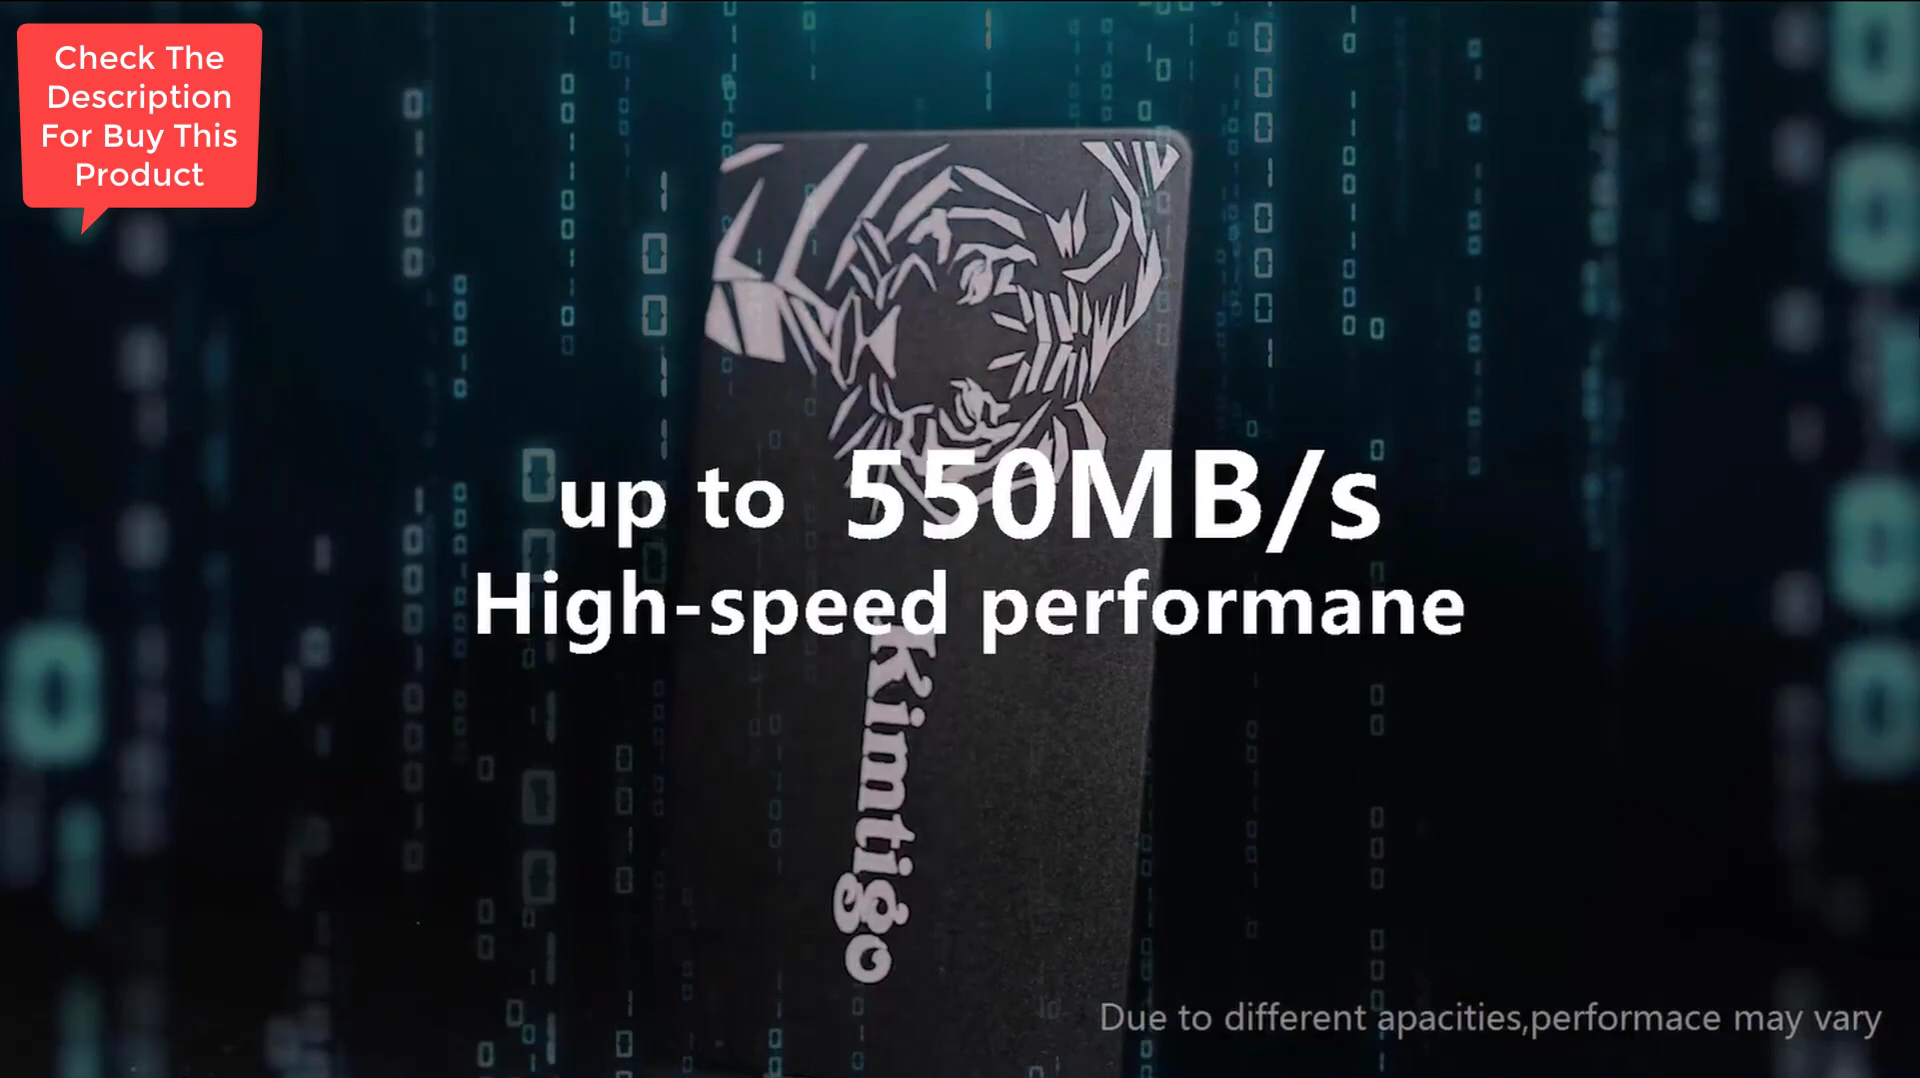 Check The
Description
For Buy This
Product
up to 550MB/s
High-speed performane
Kimtigo
Due to different apacities,performace may vary